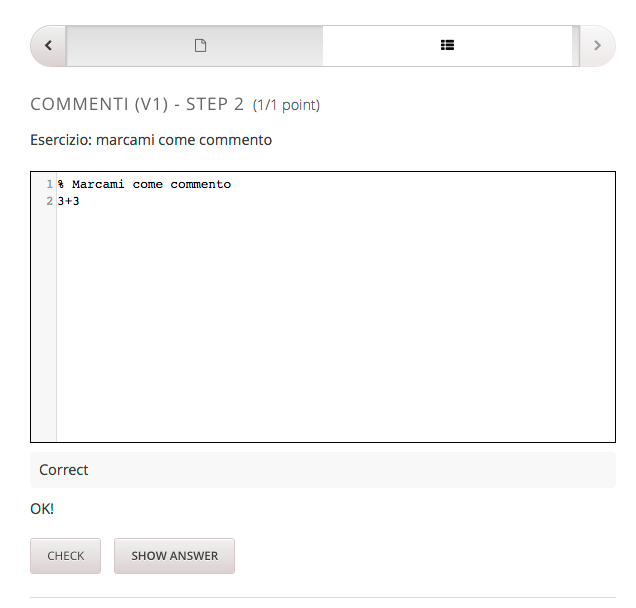 COMMENTI (V1) - STEP 2 (1/1 point)
Esercizio: marcami come commento
1 % Marcami come commento
2 3+3
Correct
OK!
CHECK SHOW ANSWER